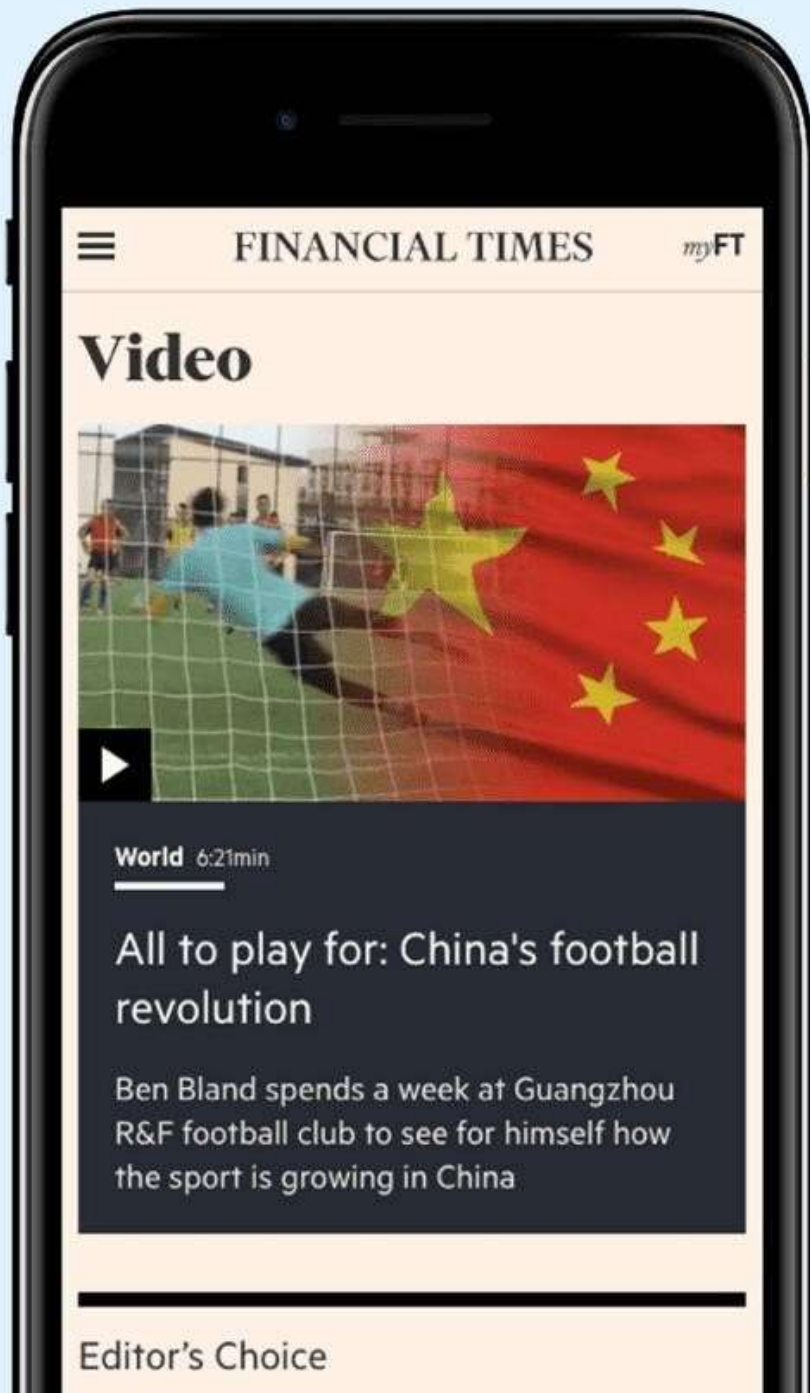 FINANCIAL TIMES
myFT
Video
World 6:21min
All to play for: China's football
revolution
Ben Bland spends a week at Guangzhou
R&F football club to see for himself how
the sport is growing in China
Editor’s Choice